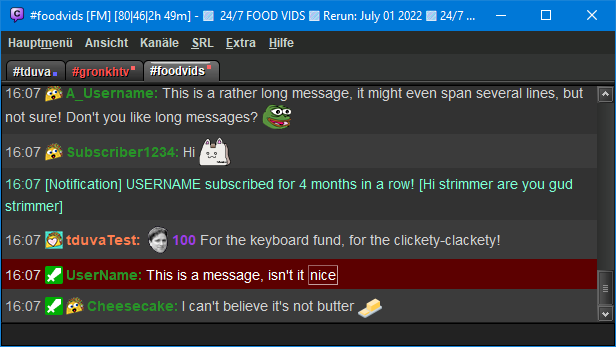 #foodvids [FM] [80|46|2h 49m] - 24/7 FOOD VIDS Rerun: July 01 2022 24/7 ...
Hauptmenü Ansicht Kanäle SRL Extra Hilfe
#tduva #gronkhtv #foodvids
16:07 A_Username: This is a rather long message, it might even span several lines, but
not sure! Don't you like long messages?
16:07 Subscriber1234: Hi
16:07 [Notification] USERNAME subscribed for 4 months in a row! [Hi strimmer are you gud
strimmer]
16:07 tduvaTest: 100 For the keyboard fund, for the clickety-clackety!
16:07 UserName: This is a message, isn't it nice
16:07 Cheesecake: I can't believe it's not butter